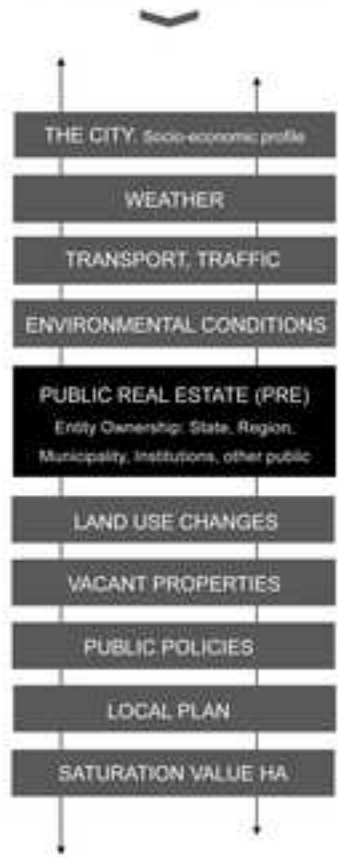 THE CITY. Socio-economic profile
WEATHER
TRANSPORT, TRAFFIC
ENVIRONMENTAL CONDITIONS
PUBLIC REAL ESTATE (PRE)
Entity Ownership: State, Region,
Municipality, Institutions, other public
LAND USE CHANGES
VACANT PROPERTIES
PUBLIC POLICIES
LOCAL PLAN
SATURATION VALUE HA